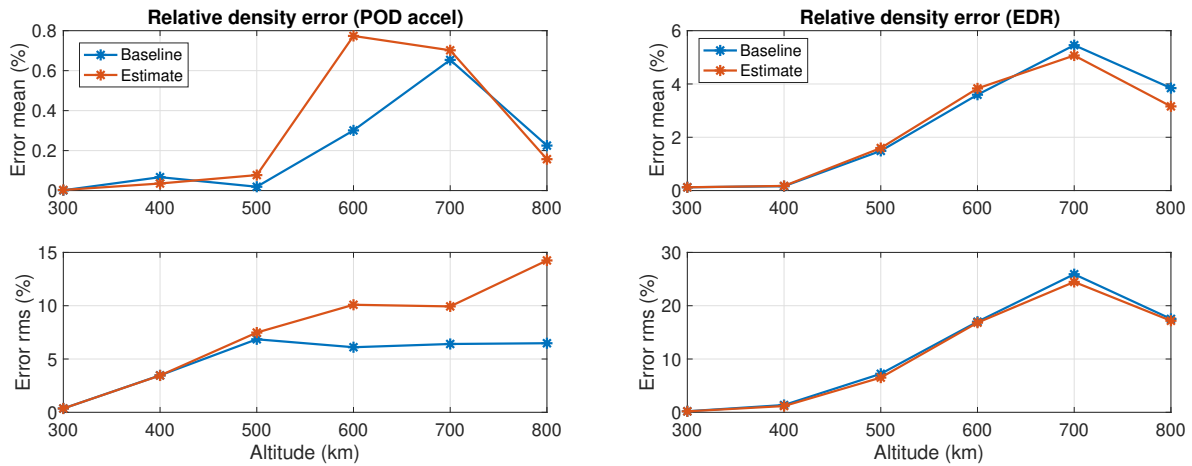 Relative density error (POD accel)
0.8
0.6
0.4
0.2
0
Error mean (%)
Baseline
Estimate
300 400 500 600 700 800
15
10
5
0
Error rms (%)
300 400 500 600 700 800
Altitude (km)
Relative density error (EDR)
6
4
2
0
Error mean (%)
Baseline
Estimate
300 400 500 600 700 800
30
20
10
0
Error rms (%)
300 400 500 600 700 800
Altitude (km)